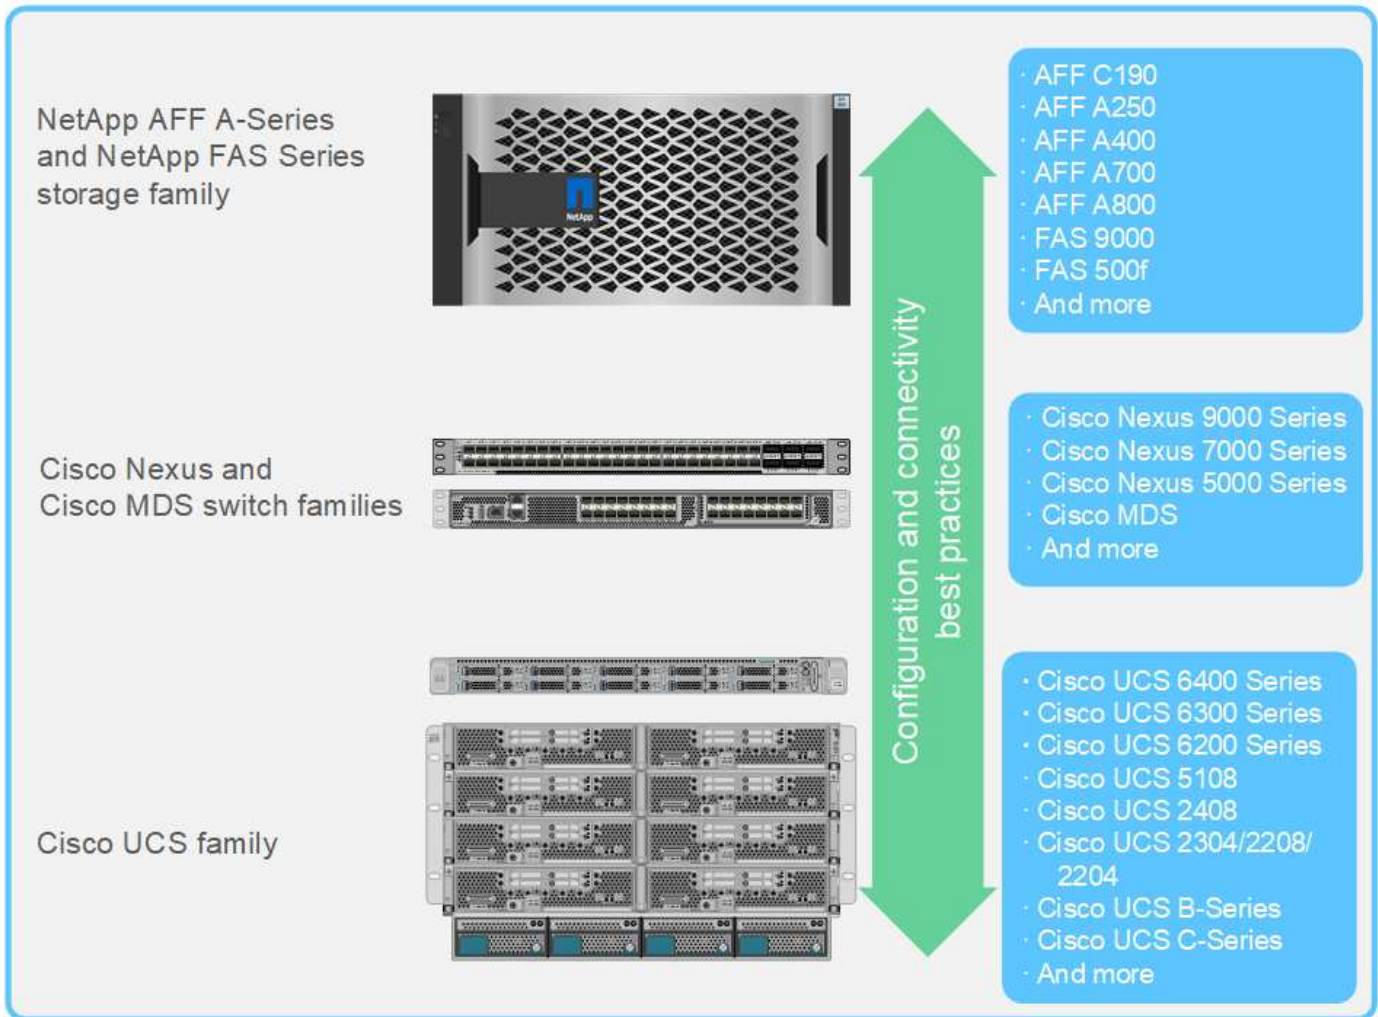 NetApp AFF A-Series
and NetApp FAS Series
storage family
NetApp
· AFF C190
· AFF A250
· AFF A400
· AFF A700
· AFF A800
· FAS 9000
· FAS 500f
· And more
Configuration and connectivity
best practices
Cisco Nexus and
Cisco MDS switch families
· Cisco Nexus 9000 Series
· Cisco Nexus 7000 Series
· Cisco Nexus 5000 Series
· Cisco MDS
· And more
Cisco UCS family
· Cisco UCS 6400 Series
· Cisco UCS 6300 Series
· Cisco UCS 6200 Series
· Cisco UCS 5108
· Cisco UCS 2408
· Cisco UCS 2304/2208/
2204
· Cisco UCS B-Series
· Cisco UCS C-Series
· And more